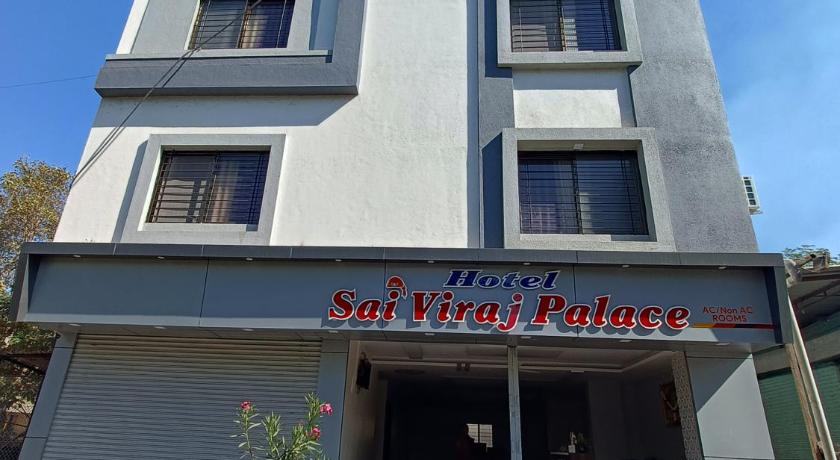 Hotel
Sai Viraj Palace
AC/Non AC
ROOMS